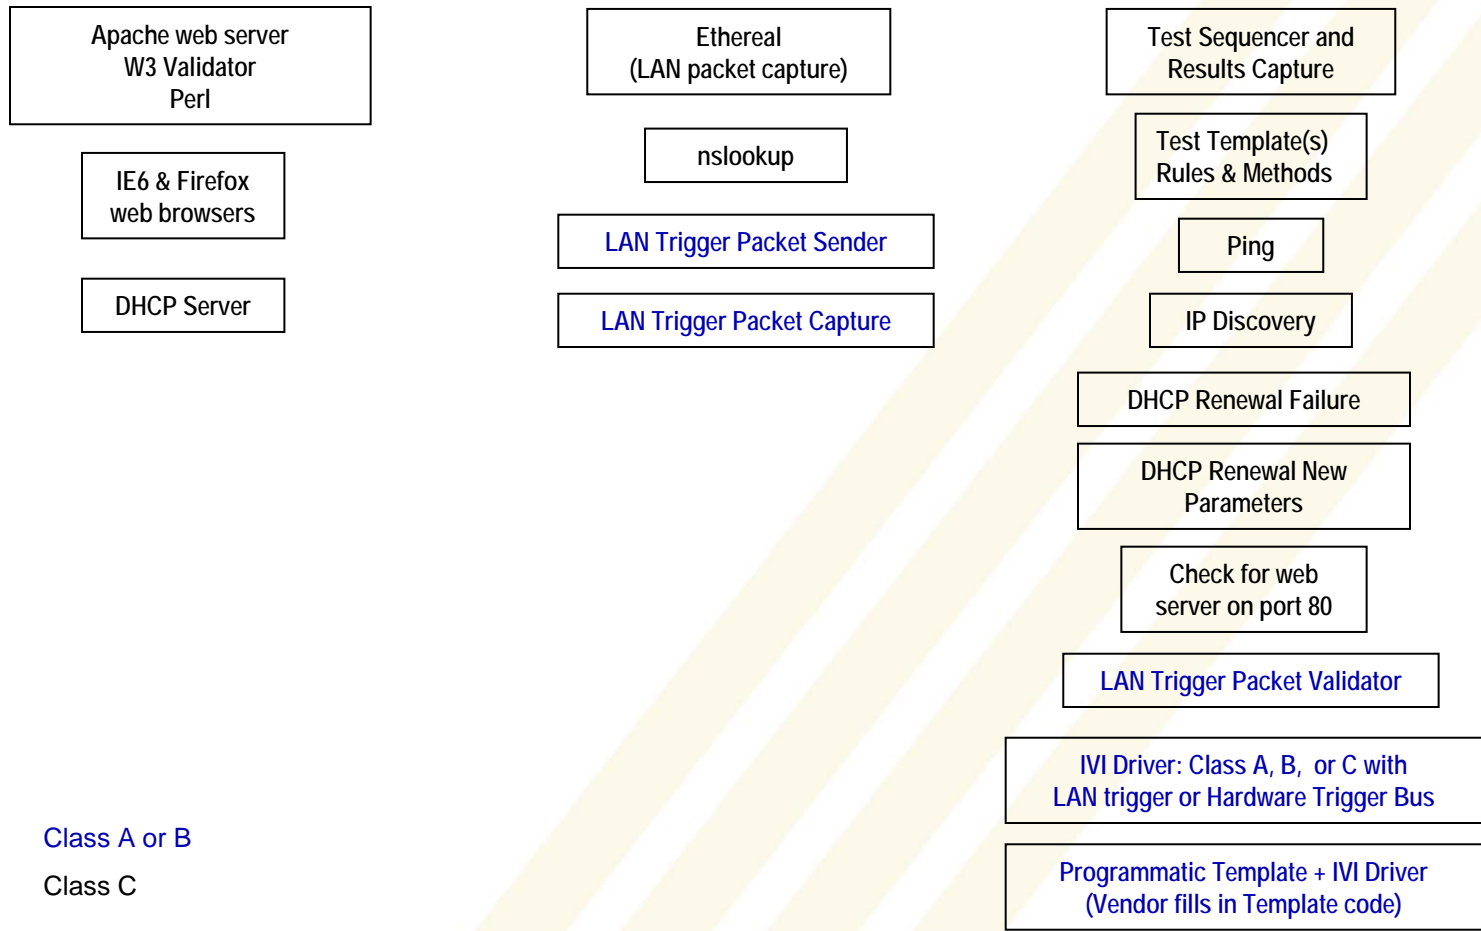 Apache web server
W3 Validator
Perl
IE6 & Firefox
web browsers
DHCP Server
Ethereal
(LAN packet capture)
nslookup
LAN Trigger Packet Sender
LAN Trigger Packet Capture
Test Sequencer and
Results Capture
Test Template(s)
Rules & Methods
Ping
IP Discovery
DHCP Renewal Failure
DHCP Renewal New
Parameters
Check for web
server on port 80
LAN Trigger Packet Validator
IVI Driver: Class A, B, or C with
LAN trigger or Hardware Trigger Bus
Programmatic Template + IVI Driver
(Vendor fills in Template code)
Class A or B
Class C